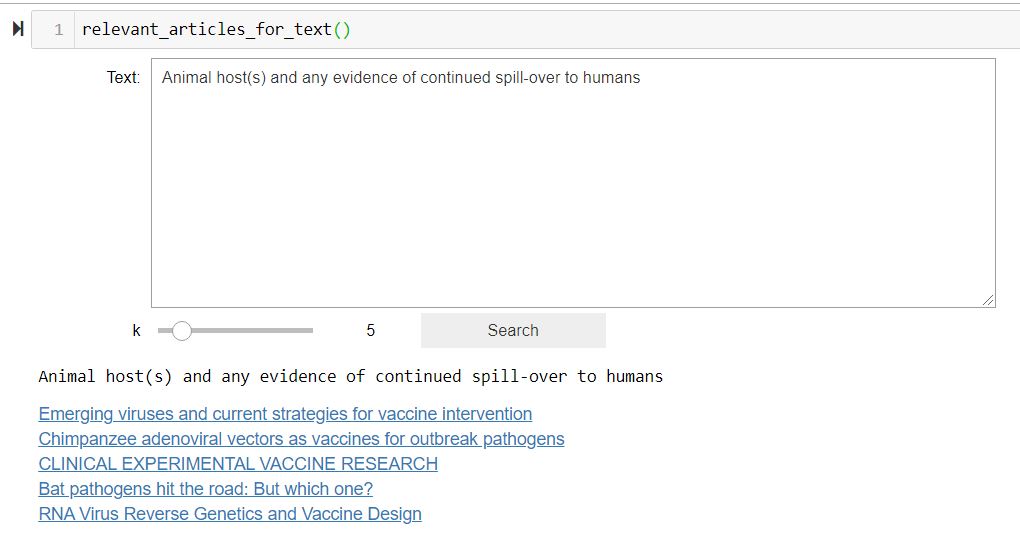 1 relevant_articles_for_text()
Text: Animal host(s) and any evidence of continued spill-over to humans
k 5 Search
Animal host(s) and any evidence of continued spill-over to humans
Emerging viruses and current strategies for vaccine intervention
Chimpanzee adenoviral vectors as vaccines for outbreak pathogens
CLINICAL EXPERIMENTAL VACCINE RESEARCH
Bat pathogens hit the road: But which one?
RNA Virus Reverse Genetics and Vaccine Design